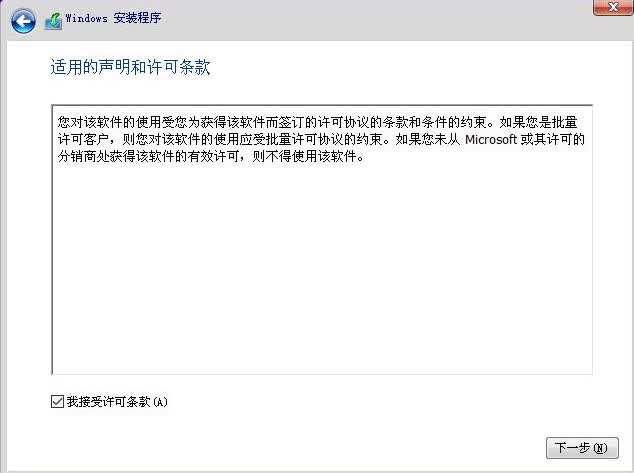 Windows 安装程序
适用的声明和许可条款
您对该软件的使用受您为获得该软件而签订的许可协议的条款和条件的约束。如果您是批量
许可客户，则您对该软件的使用应受批量许可协议的约束。如果您未从 Microsoft 或其许可的
分销商处获得该软件的有效许可，则不得使用该软件。
我接受许可条款(A)
下一步(N)